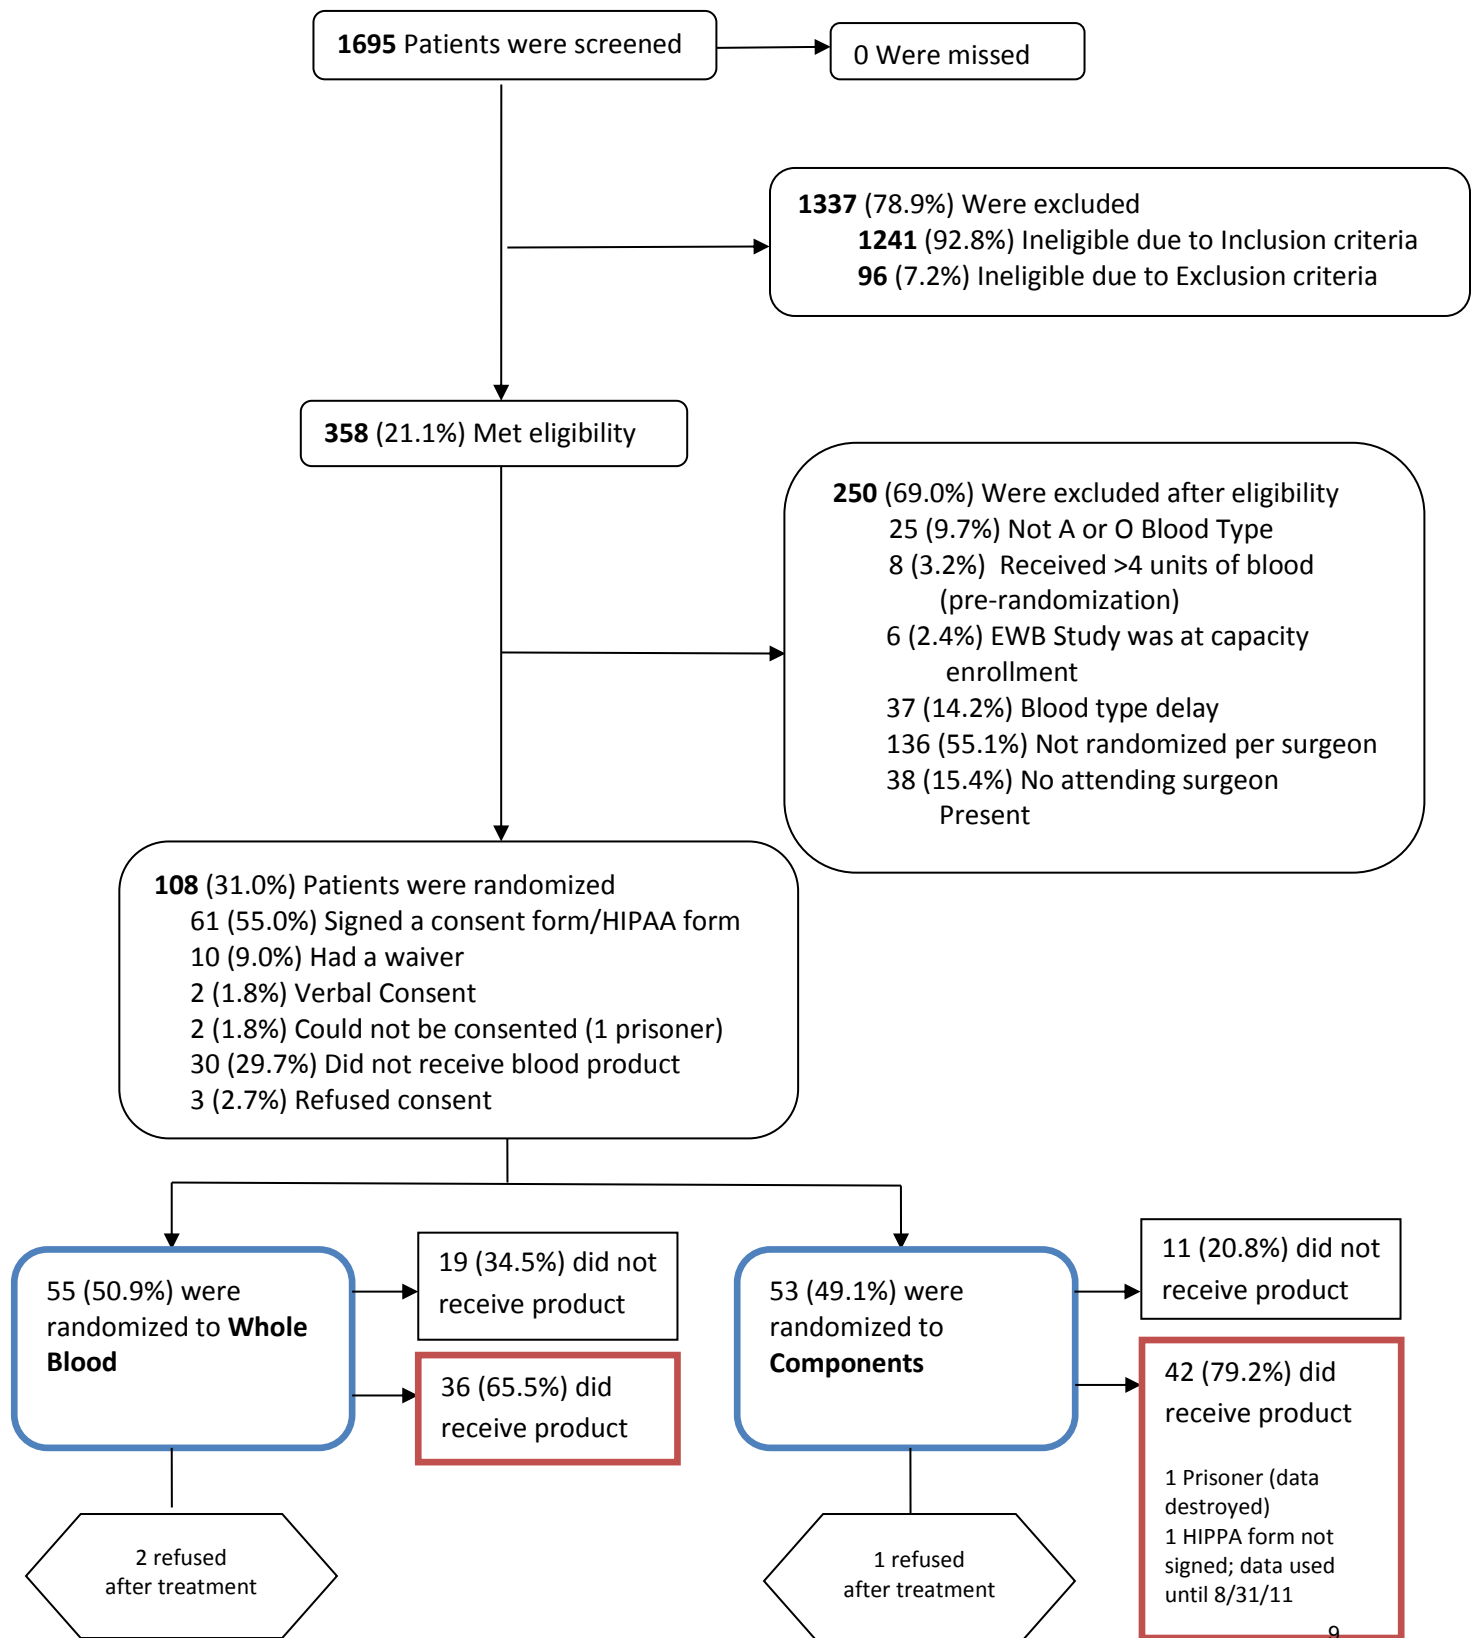 1695 Patients were screened
0 Were missed
1337 (78.9%) Were excluded
1241 (92.8%) Ineligible due to Inclusion criteria
96 (7.2%) Ineligible due to Exclusion criteria
358 (21.1%) Met eligibility
250 (69.0%) Were excluded after eligibility
25 (9.7%) Not A or O Blood Type
8 (3.2%) Received >4 units of blood
(pre-randomization)
6 (2.4%) EWB Study was at capacity
enrollment
37 (14.2%) Blood type delay
136 (55.1%) Not randomized per surgeon
38 (15.4%) No attending surgeon
Present
108 (31.0%) Patients were randomized
61 (55.0%) Signed a consent form/HIPAA form
10 (9.0%) Had a waiver
2 (1.8%) Verbal Consent
2 (1.8%) Could not be consented (1 prisoner)
30 (29.7%) Did not receive blood product
3 (2.7%) Refused consent
55 (50.9%) were
randomized to Whole
Blood
19 (34.5%) did not
receive product
36 (65.5%) did
receive product
2 refused
after treatment
53 (49.1%) were
randomized to
Components
11 (20.8%) did not
receive product
42 (79.2%) did
receive product
1 Prisoner (data
destroyed)
1 HIPPA form not
signed; data used
until 8/31/11
1 refused
after treatment
9